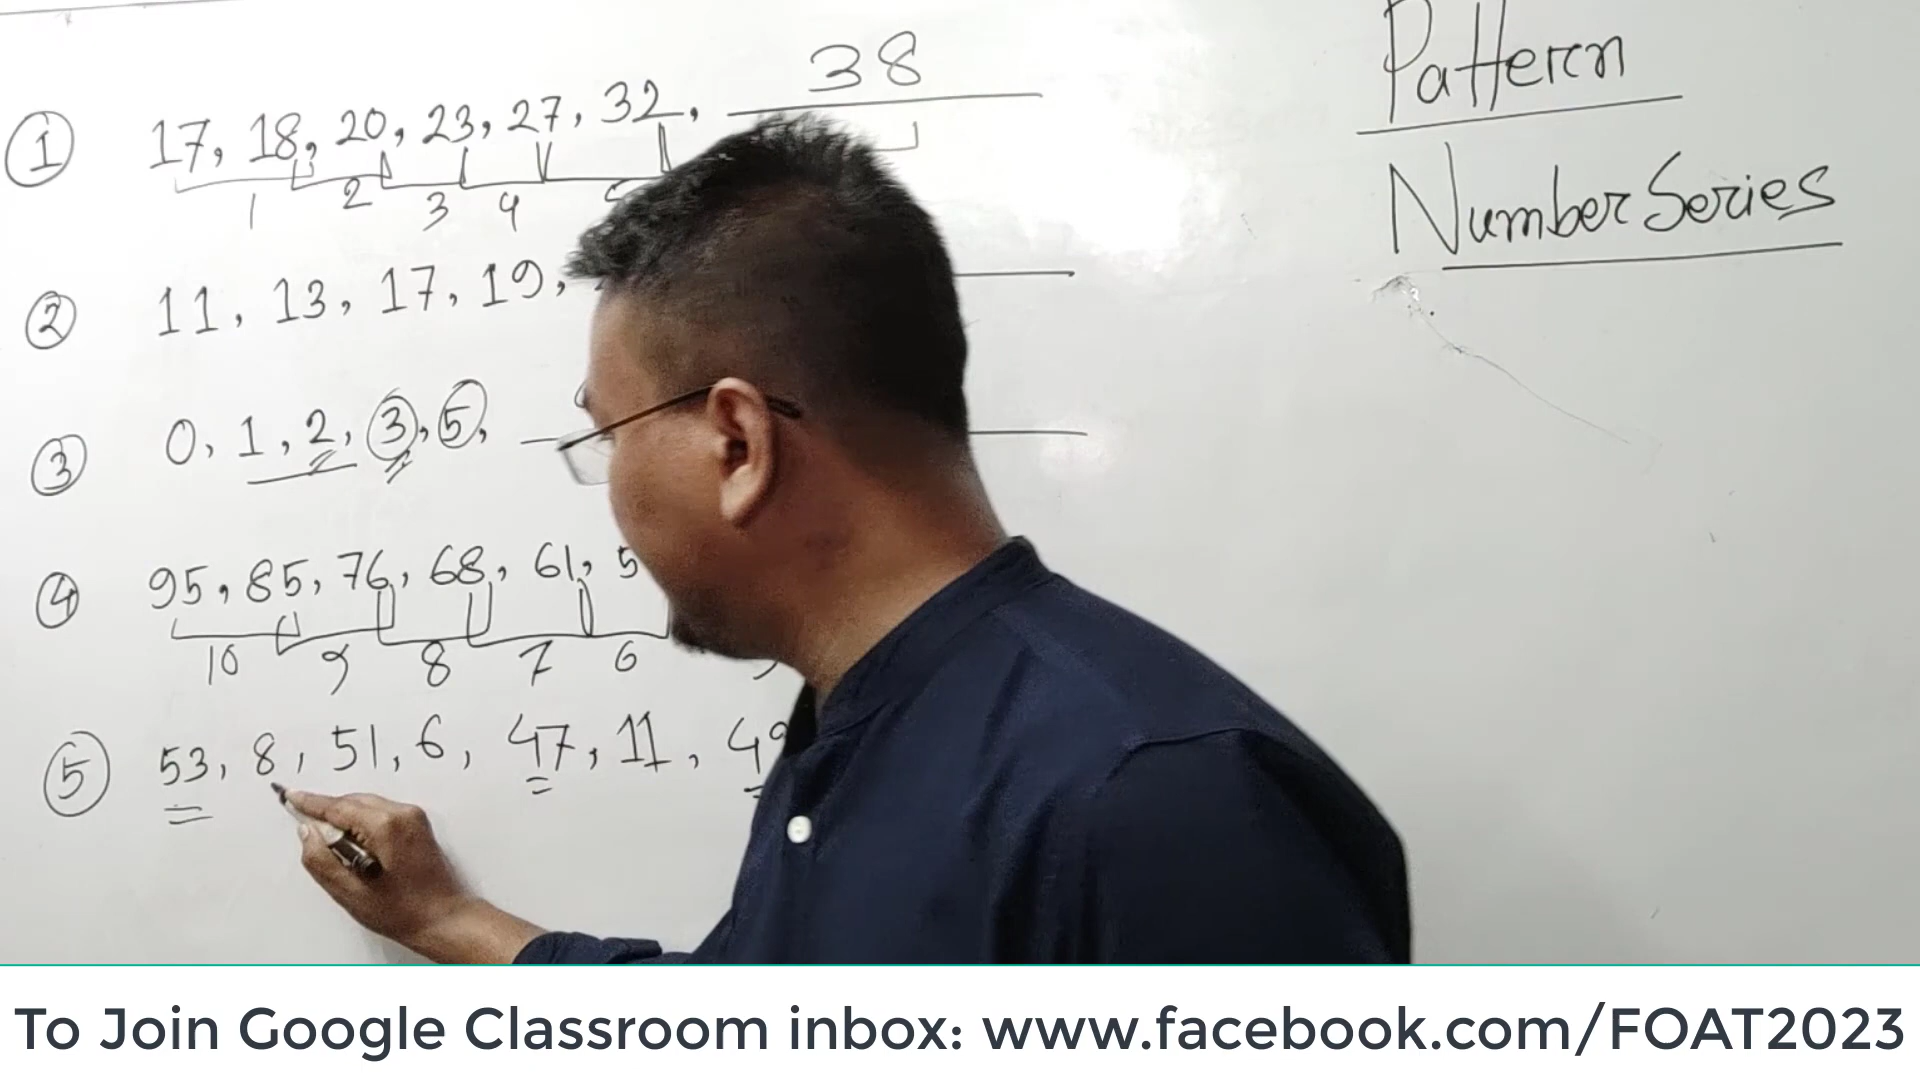 38
① 17, 18, 20, 23, 27, 32,
1 2 3 4
② 11, 13, 17, 19,
③ 0, 1, 2, 3, 5,
④ 95, 85, 76, 68, 61, 5
10 9 8 7 6
⑤ 53, 8, 51, 6, 47, 11, 49
Pattern
Number Series
To Join Google Classroom inbox: www.facebook.com/FOAT2023